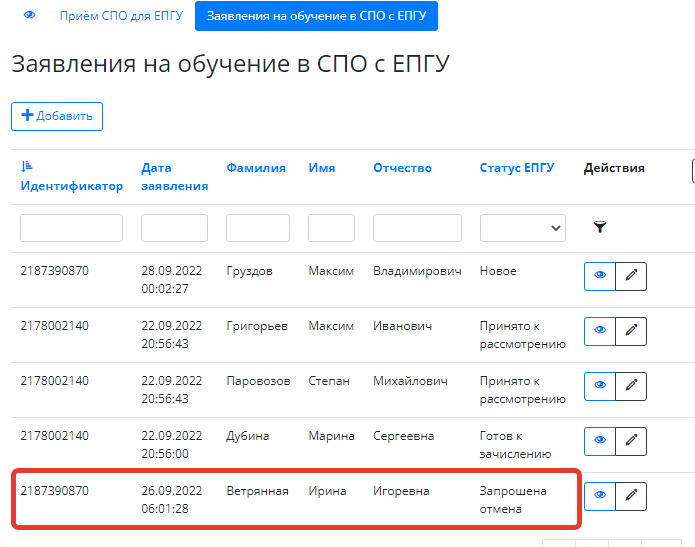 Приём СПО для ЕПГУ Заявления на обучение в СПО с ЕПГУ
Заявления на обучение в СПО с ЕПГУ
Добавить
Идентификатор Дата заявления Фамилия Имя Отчество Статус ЕПГУ Действия
2187390870 28.09.2022 00:02:27 Груздов Максим Владимирович Новое
2178002140 22.09.2022 20:56:43 Григорьев Максим Иванович Принято к рассмотрению
2178002140 22.09.2022 20:56:43 Паровозов Степан Михайлович Принято к рассмотрению
2178002140 22.09.2022 20:56:00 Дубина Марина Сергеевна Готов к зачислению
2187390870 26.09.2022 06:01:28 Ветрянная Ирина Игоревна Запрошена отмена